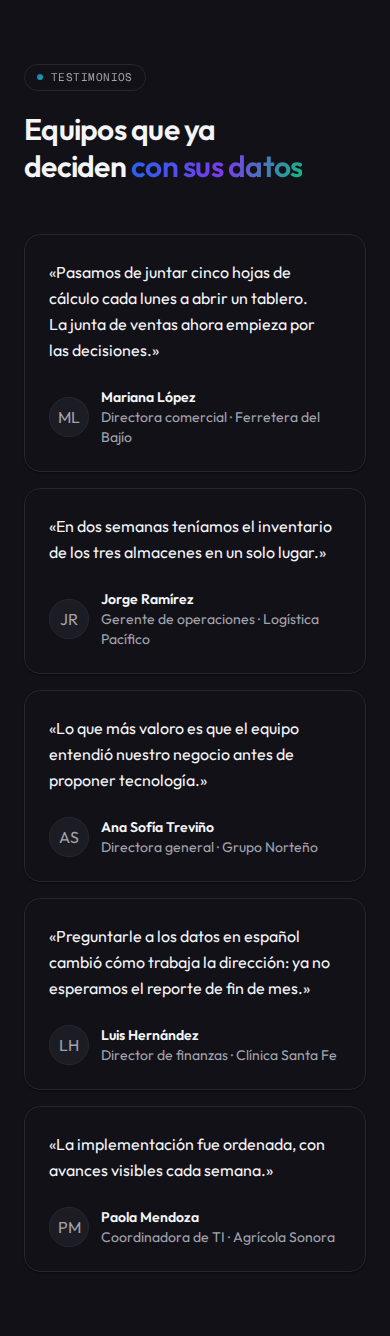 TESTIMONIOS
Equipos que ya
deciden con sus datos
«Pasamos de juntar cinco hojas de
cálculo cada lunes a abrir un tablero.
La junta de ventas ahora empieza por
las decisiones.»
ML
Mariana López
Directora comercial · Ferretera del
Bajío
«En dos semanas teníamos el inventario
de los tres almacenes en un solo lugar.»
JR
Jorge Ramírez
Gerente de operaciones · Logística
Pacífico
«Lo que más valoro es que el equipo
entendió nuestro negocio antes de
proponer tecnología.»
AS
Ana Sofía Treviño
Directora general · Grupo Norteño
«Preguntarle a los datos en español
cambió cómo trabaja la dirección: ya no
esperamos el reporte de fin de mes.»
LH
Luis Hernández
Director de finanzas · Clínica Santa Fe
«La implementación fue ordenada, con
avances visibles cada semana.»
PM
Paola Mendoza
Coordinadora de TI · Agrícola Sonora